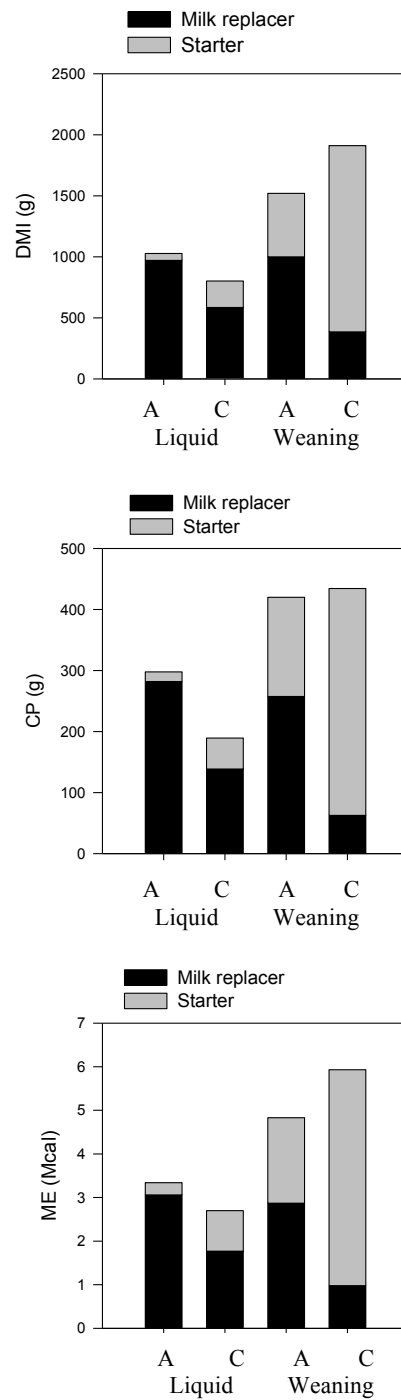 Milk replacer
Starter
2500
2000
1500
1000
500
0
DMI (g)
A C A C
Liquid Weaning
Milk replacer
Starter
500
400
300
200
100
0
CP (g)
A C A C
Liquid Weaning
Milk replacer
Starter
7
6
5
4
3
2
1
0
ME (Mcal)
A C A C
Liquid Weaning